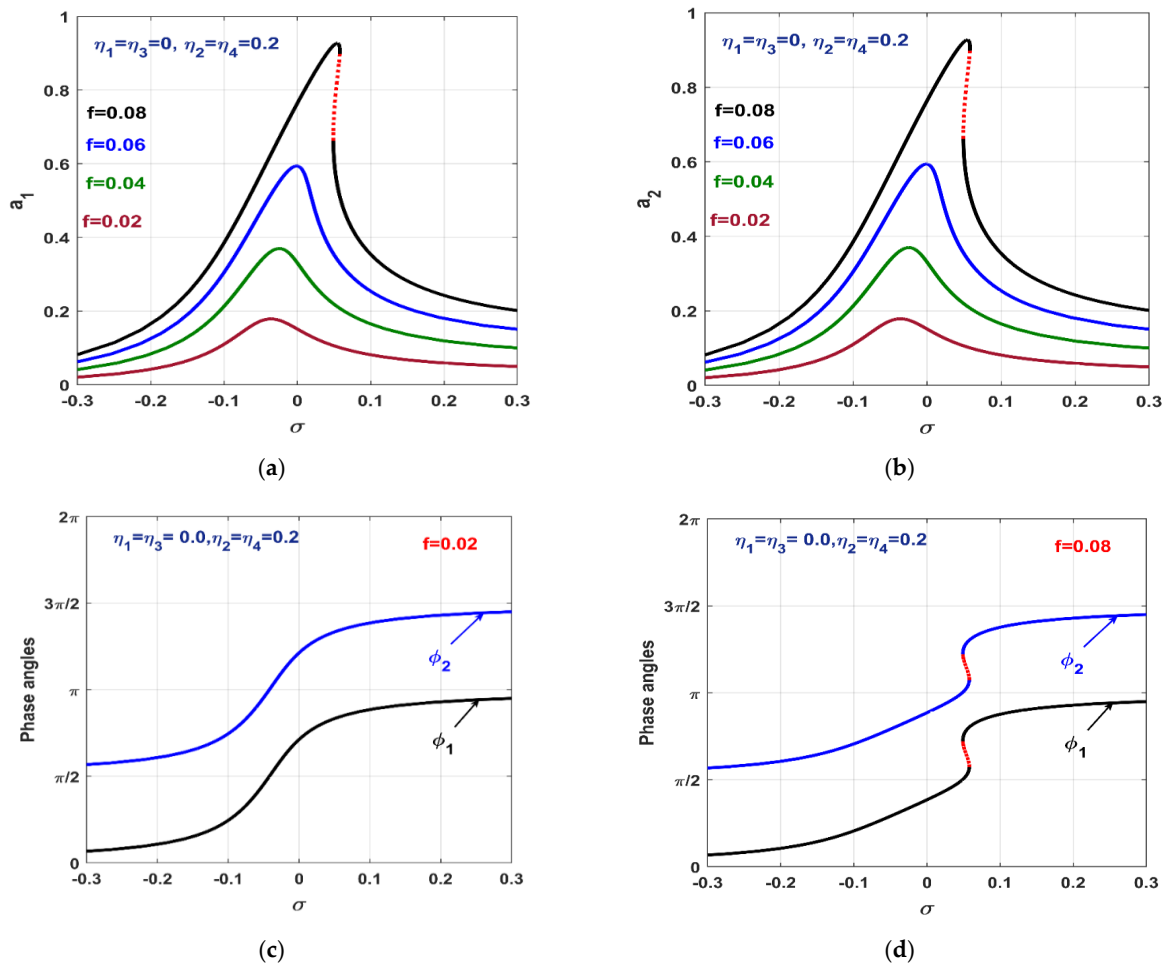 η1=η3=0, η2=η4=0.2
f=0.08
f=0.06
f=0.04
f=0.02
a1
1
0.8
0.6
0.4
0.2
0
-0.3 -0.2 -0.1 0 0.1 0.2 0.3
σ
(a)
η1=η3=0, η2=η4=0.2
f=0.08
f=0.06
f=0.04
f=0.02
a2
1
0.8
0.6
0.4
0.2
0
-0.3 -0.2 -0.1 0 0.1 0.2 0.3
σ
(b)
η1=η3= 0.0,η2=η4=0.2
f=0.02
Phase angles
2π
3π/2
π
π/2
0
ϕ2
ϕ1
-0.3 -0.2 -0.1 0 0.1 0.2 0.3
σ
(c)
η1=η3= 0.0,η2=η4=0.2
f=0.08
Phase angles
2π
3π/2
π
π/2
0
ϕ2
ϕ1
-0.3 -0.2 -0.1 0 0.1 0.2 0.3
σ
(d)